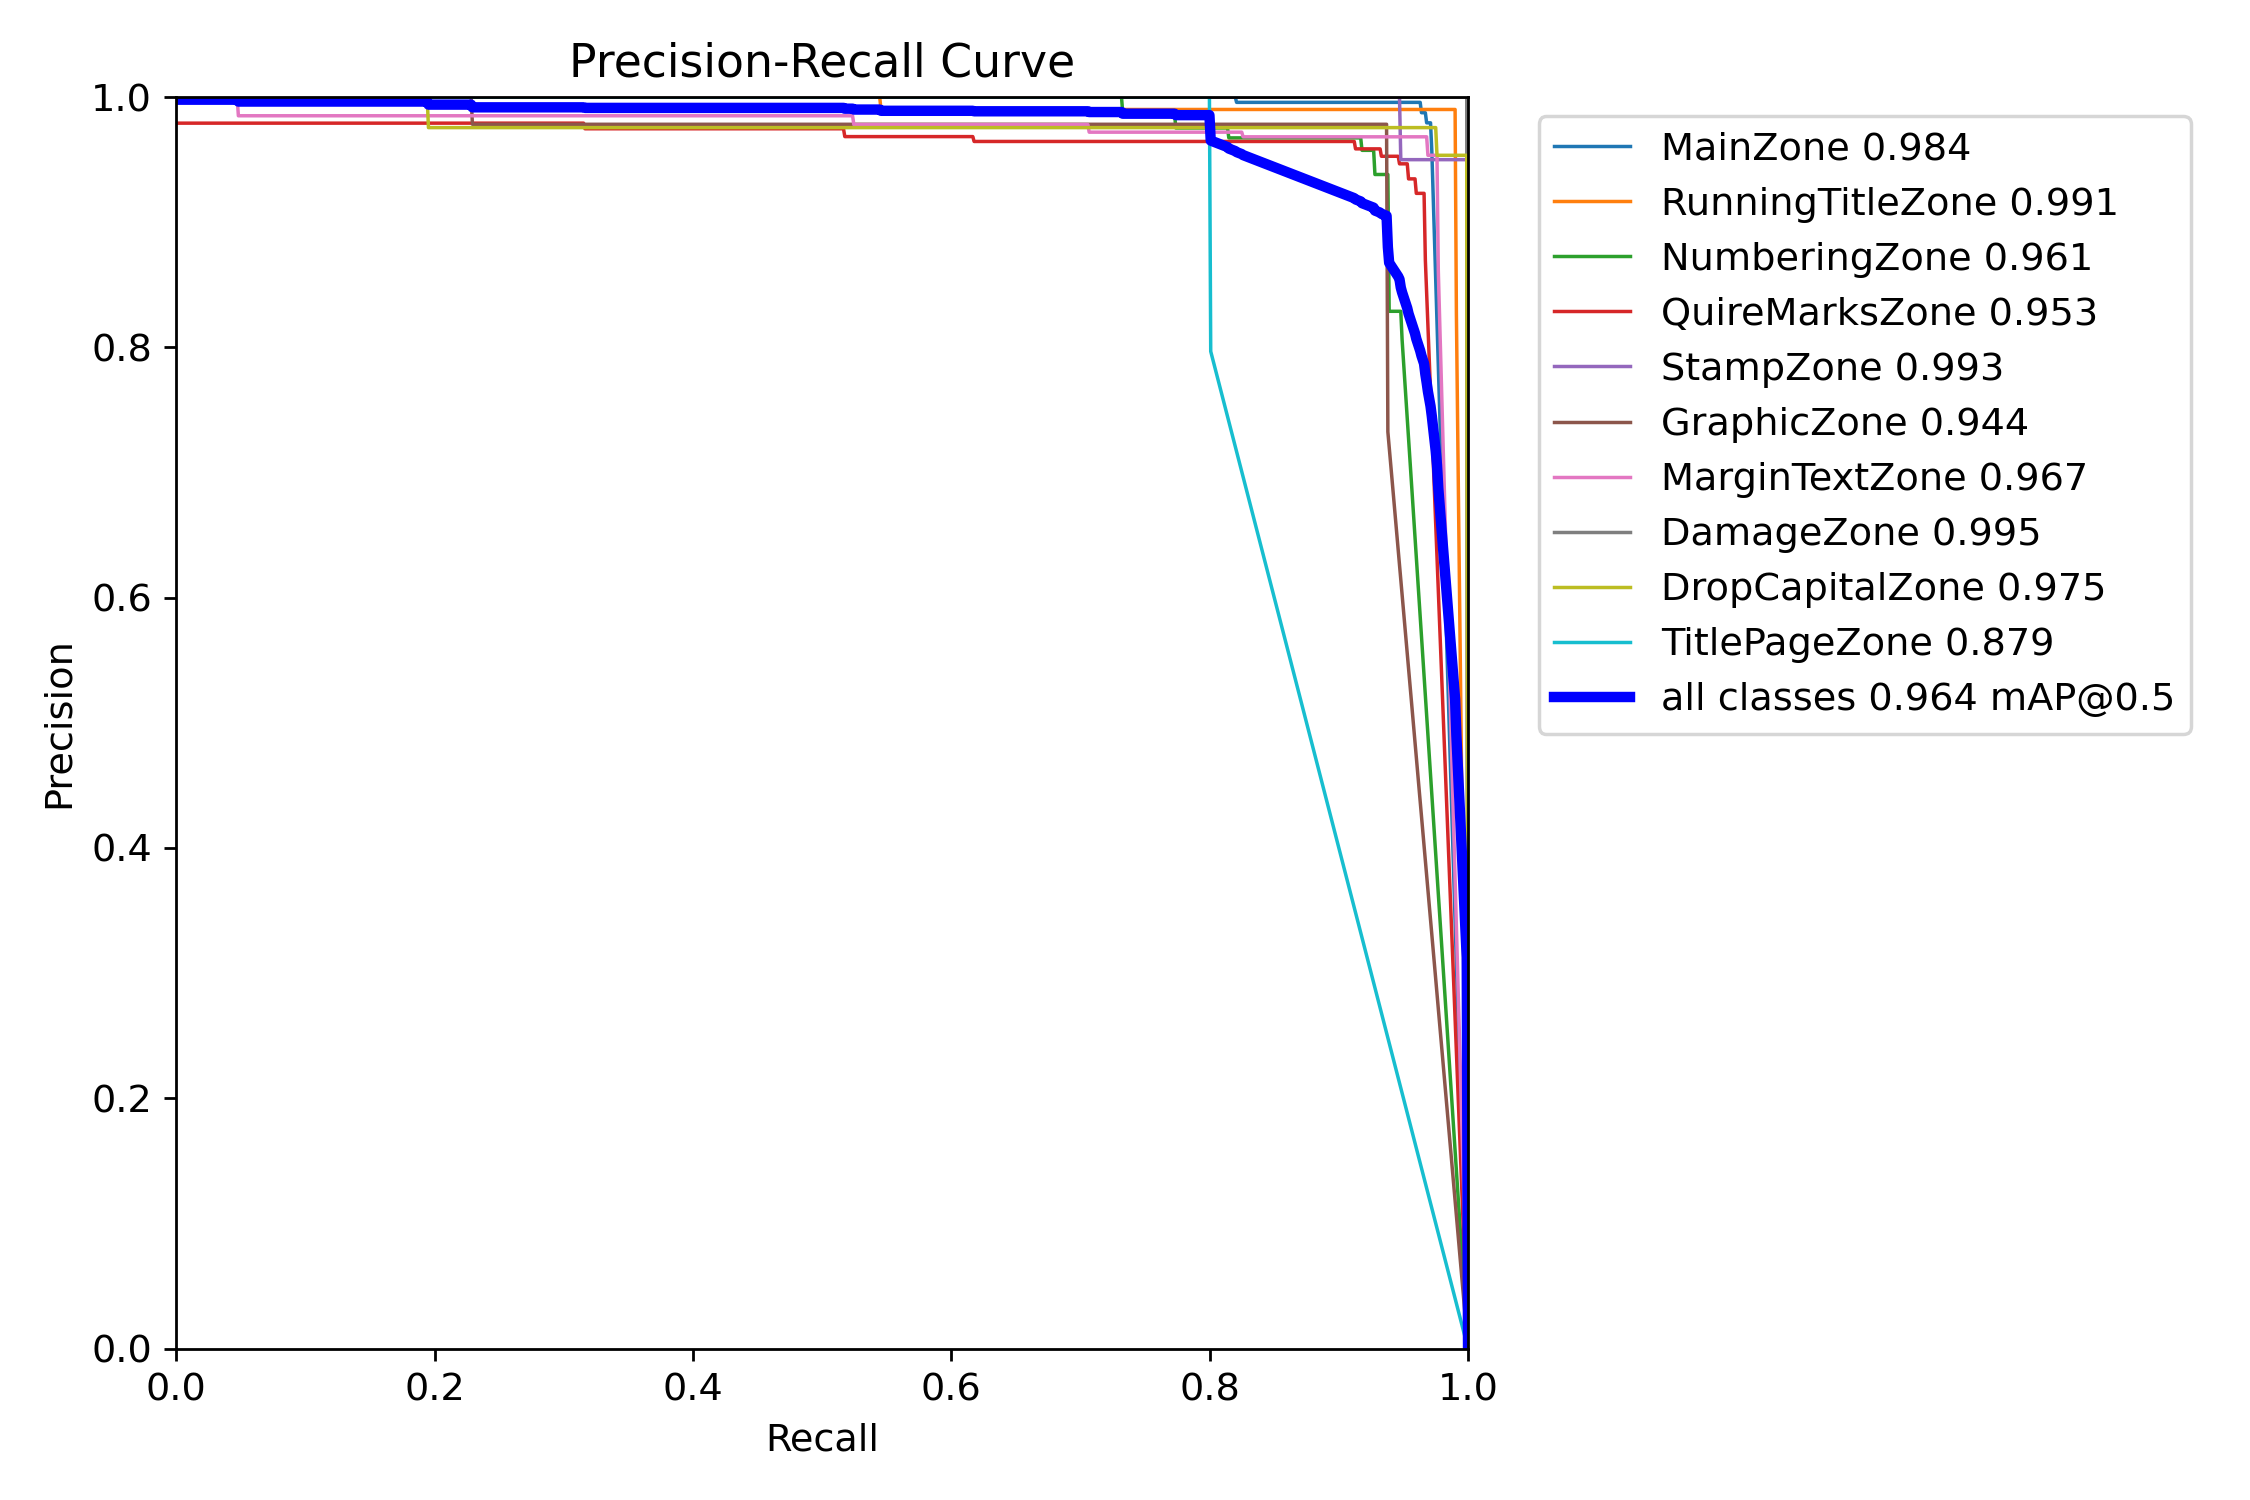 Precision-Recall Curve
1.0
0.8
0.6
0.4
0.2
0.0
Precision
0.0 0.2 0.4 0.6 0.8 1.0
Recall
MainZone 0.984
RunningTitleZone 0.991
NumberingZone 0.961
QuireMarksZone 0.953
StampZone 0.993
GraphicZone 0.944
MarginTextZone 0.967
DamageZone 0.995
DropCapitalZone 0.975
TitlePageZone 0.879
all classes 0.964 mAP@0.5